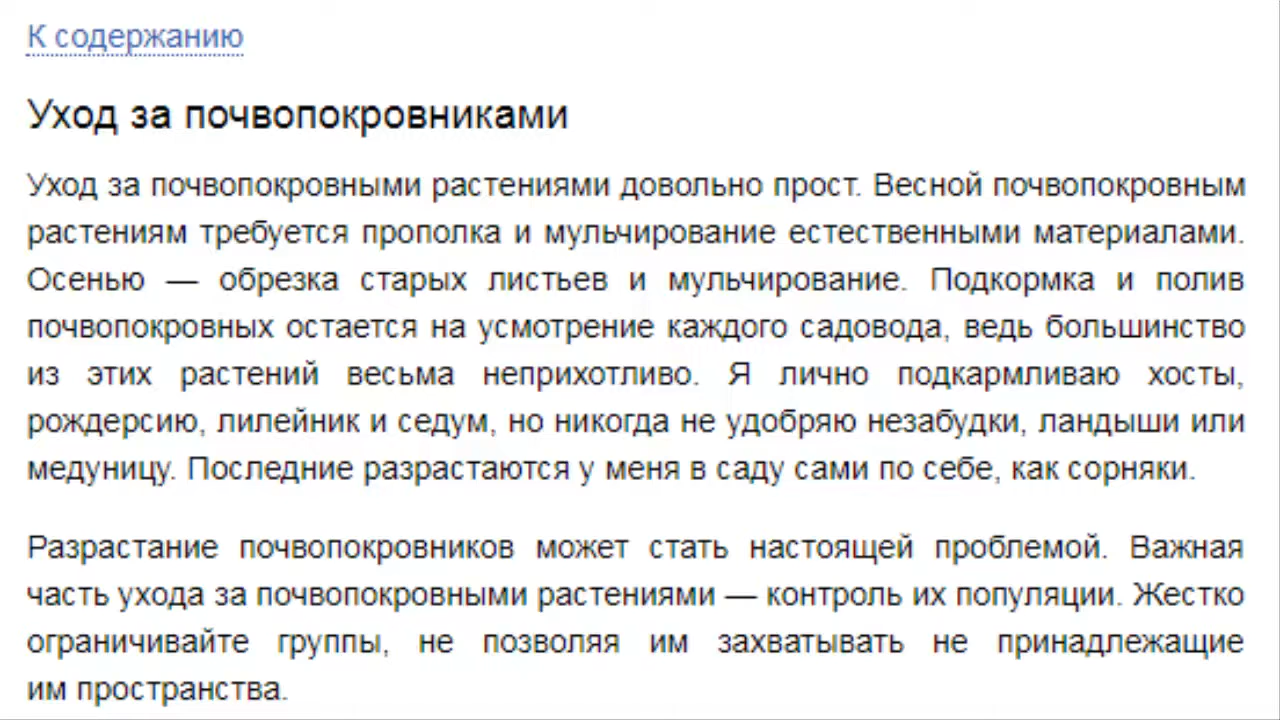 К содержанию
Уход за почвопокровниками
Уход за почвопокровными растениями довольно прост. Весной почвопокровным
растениям требуется прополка и мульчирование естественными материалами.
Осенью — обрезка старых листьев и мульчирование. Подкормка и полив
почвопокровных остается на усмотрение каждого садовода, ведь большинство
из этих растений весьма неприхотливо. Я лично подкармливаю хосты,
рождерсию, лилейник и седум, но никогда не удобряю незабудки, ландыши или
медуницу. Последние разрастаются у меня в саду сами по себе, как сорняки.
Разрастание почвопокровников может стать настоящей проблемой. Важная
часть ухода за почвопокровными растениями — контроль их популяции. Жестко
ограничивайте группы, не позволяя им захватывать не принадлежащие
им пространства.